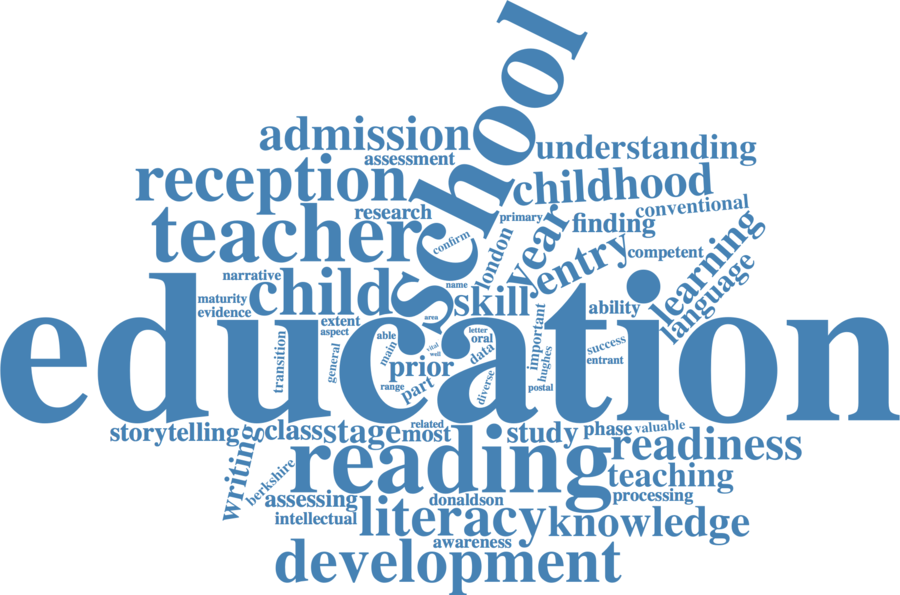 school
admission
understanding
assessment
reception
childhood
conventional
research
primary
finding
teacher
confirm
london
year
entry
competent
learning
language
narrative
child
name
skill
maturity
evidence
ability
extent
area
aspect
education
transition
general
able
main
vital
wall
letter
oral
data
important
hughes
success
entrant
prior
range
part
diverse
postal
storytelling
class
stage
related
most
study
phase
valuable
writing
berkshire
reading
readiness
teaching
assessing
donaldson
processing
intellectual
literacy
knowledge
awareness
development